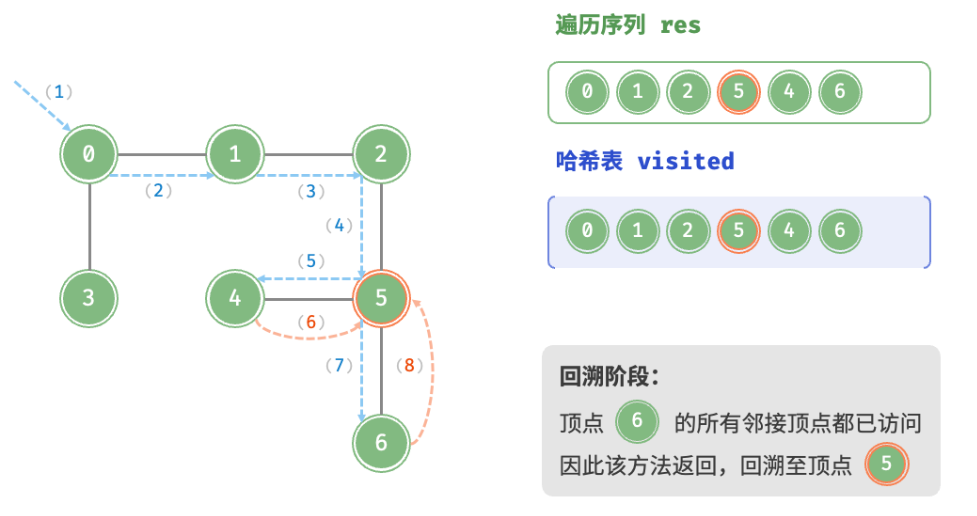 遍历序列 res
0 1 2 5 4 6
哈希表 visited
0 1 2 5 4 6
(1)
0 1 2
(2) (3)
(4)
(5)
3 4 5
(6)
(7) (8)
6
回溯阶段：
顶点 6 的所有邻接顶点都已访问
因此该方法返回，回溯至顶点 5